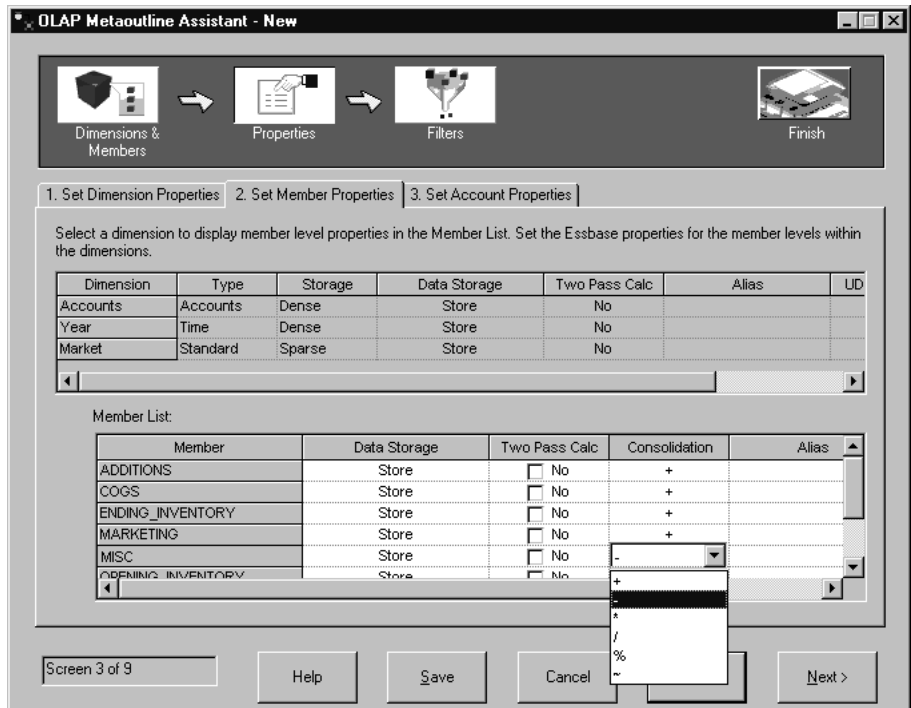 OLAP Metaoutline Assistant - New
Dimensions & Members
Properties
Filters
Finish
1. Set Dimension Properties 2. Set Member Properties 3. Set Account Properties
Select a dimension to display member level properties in the Member List. Set the Essbase properties for the member levels within
the dimensions.
Dimension Type Storage Data Storage Two Pass Calc Alias UD
Accounts Accounts Dense Store No
Year Time Dense Store No
Market Standard Sparse Store No
Member List:
Member Data Storage Two Pass Calc Consolidation Alias
ADDITIONS Store No +
COGS Store No +
ENDING_INVENTORY Store No +
MARKETING Store No +
MISC Store No -
OPENING_INVENTORY Store No
+
-
*
/
%
~
Screen 3 of 9
Help
Save
Cancel
Next >